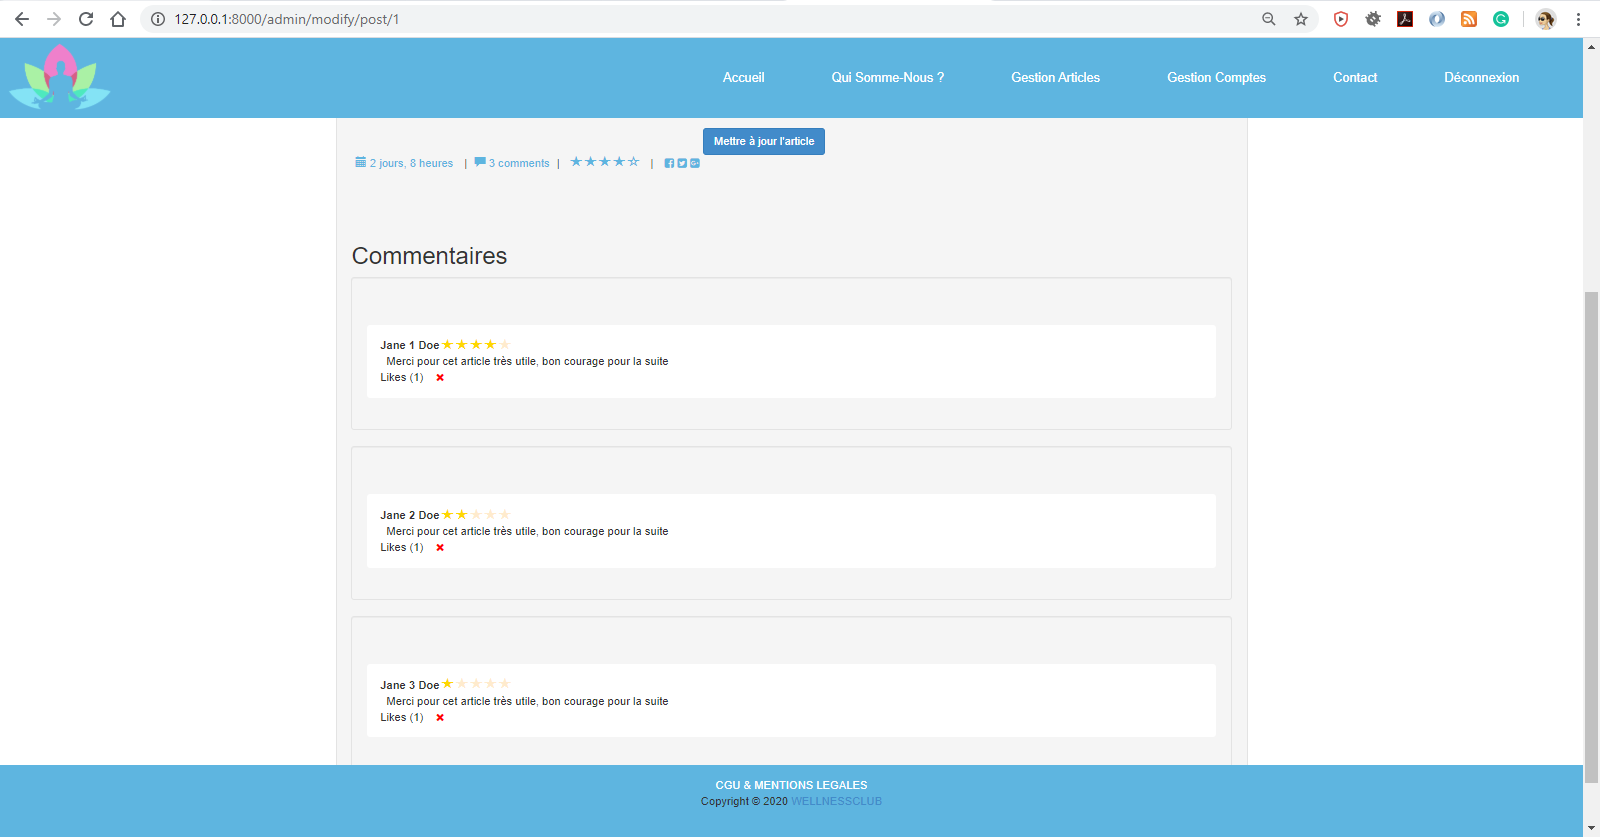 127.0.0.1:8000/admin/modify/post/1
Accueil Qui Somme-Nous ? Gestion Articles Gestion Comptes Contact Déconnexion
Mettre à jour l'article
2 jours, 8 heures | 3 comments | ★★★★☆ |
Commentaires
Jane 1 Doe ★★★★★
Merci pour cet article très utile, bon courage pour la suite
Likes (1) ✖
Jane 2 Doe ★★★★★
Merci pour cet article très utile, bon courage pour la suite
Likes (1) ✖
Jane 3 Doe ★★★★★
Merci pour cet article très utile, bon courage pour la suite
Likes (1) ✖
CGU & MENTIONS LEGALES
Copyright © 2020 WELLNESSCLUB